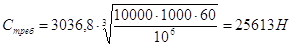 C_треб = 3036,8 · ∛(10000 · 1000 · 60 / 10^6) = 25613 Н